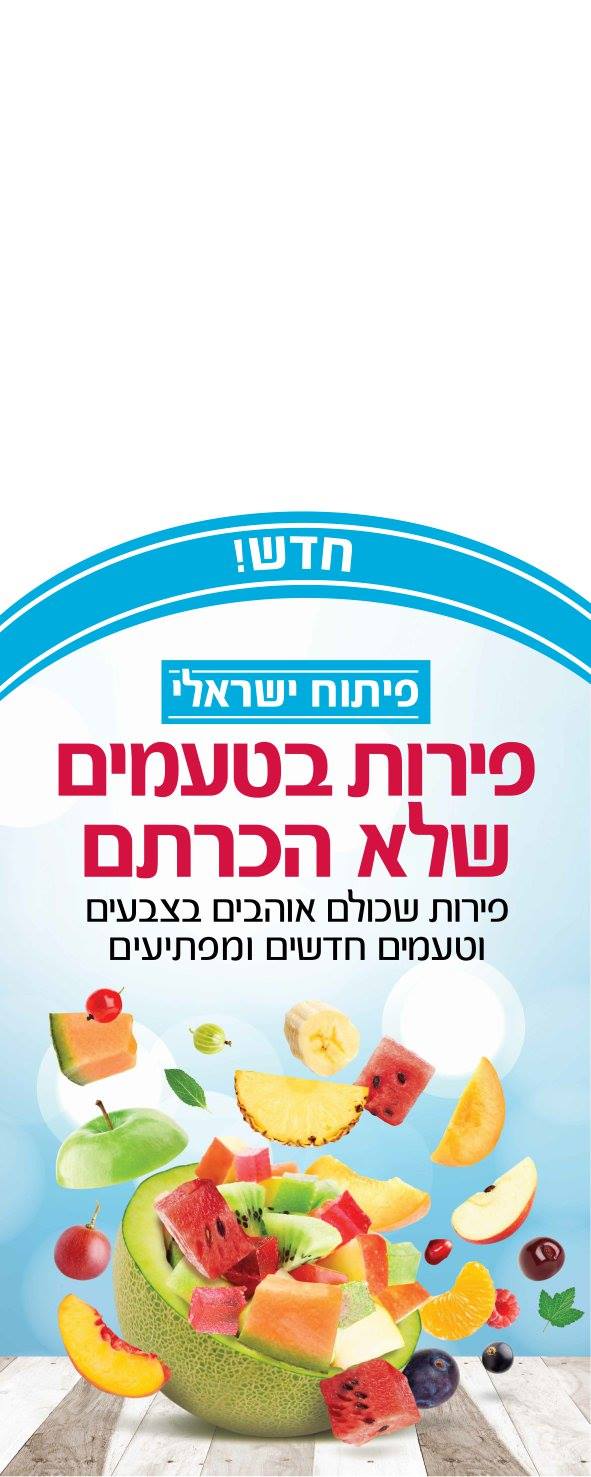 חדש!
פיתוח ישראלי
פירות בטעמים
שלא הכרתם
פירות שכולם אוהבים בצבעים
וטעמים חדשים ומפתיעים